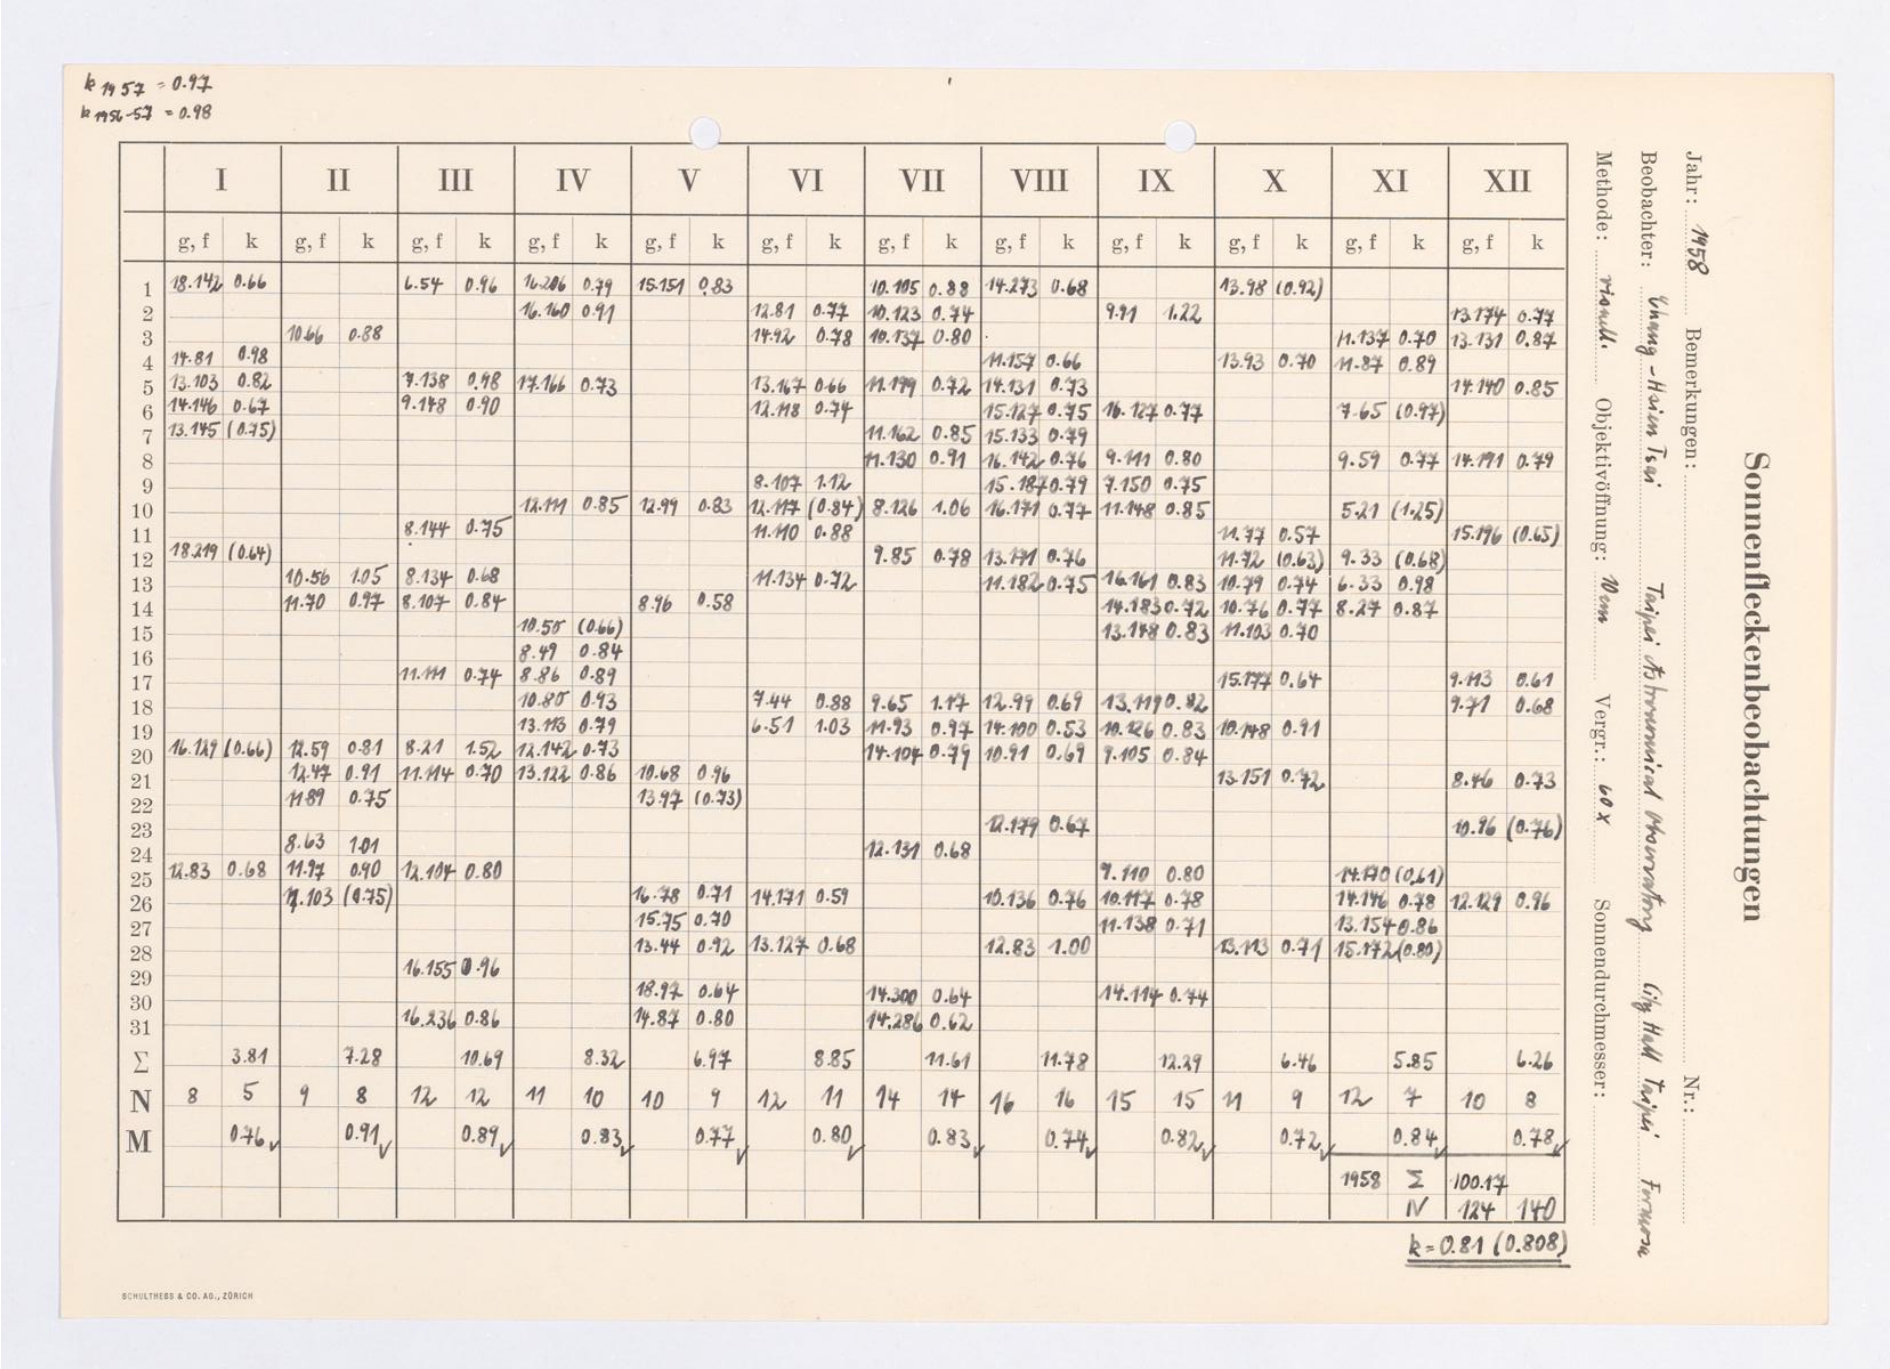 k 1957 = 0.97
k 1956-57 = 0.98
Sonnenfleckenbeobachtungen
Jahr: 1958 Bemerkungen: Nr.:
Beobachter: Chang-Hsien Tsai Taipei Astronomical Observatory City Hall Taipei Formosa
Methode: visuell. Objektivöffnung: 10 cm Vergr.: 60 x Sonnendurchmesser:
I II III IV V VI VII VIII IX X XI XII
g, f k g, f k g, f k g, f k g, f k g, f k g, f k g, f k g, f k g, f k g, f k g, f k
1 18.142 0.66 6.54 0.96 16.206 0.79 15.151 0.83 10.105 0.88 14.273 0.68 13.98 (0.92)
2 16.160 0.91 12.81 0.77 10.123 0.74 9.91 1.22 13.174 0.77
3 10.66 0.88 14.92 0.78 10.137 0.80 11.137 0.70 13.131 0.87
4 14.81 0.98 11.157 0.66 13.93 0.70 11.87 0.89
5 13.103 0.82 7.138 0.98 17.166 0.73 13.167 0.66 11.179 0.72 14.131 0.73 14.140 0.85
6 14.146 0.67 9.148 0.90 12.118 0.74 15.127 0.75 16.127 0.77 7.65 (0.97)
7 13.145 (0.75) 11.162 0.85 15.133 0.79
8 11.130 0.91 16.142 0.76 9.111 0.80 9.59 0.77 14.191 0.79
9 8.107 1.12 15.187 0.79 7.150 0.75
10 12.111 0.85 12.99 0.83 12.117 (0.84) 8.126 1.06 16.171 0.77 11.148 0.85 5.21 (1.25)
11 8.144 0.75 11.110 0.88 11.77 0.57 15.196 (0.65)
12 18.219 (0.64) 9.85 0.78 13.171 0.76 11.72 (0.63) 9.33 (0.68)
13 10.56 1.05 8.134 0.68 11.134 0.72 11.182 0.75 16.161 0.83 10.79 0.74 6.33 0.98
14 11.70 0.97 8.107 0.84 8.96 0.58 14.183 0.72 10.76 0.77 8.27 0.87
15 10.50 (0.66) 13.148 0.83 11.103 0.70
16 8.49 0.84
17 11.111 0.74 8.86 0.89 15.177 0.64 9.113 0.61
18 10.80 0.93 7.44 0.88 9.65 1.17 12.99 0.69 13.119 0.82 9.71 0.68
19 13.113 0.79 6.51 1.03 11.93 0.97 14.100 0.53 10.126 0.83 10.148 0.91
20 16.129 (0.66) 12.59 0.81 8.21 1.52 12.142 0.73 14.104 0.79 10.91 0.69 9.105 0.84
21 12.47 0.91 11.114 0.70 13.122 0.86 10.68 0.96 13.151 0.72 8.46 0.73
22 11.89 0.75 13.97 (0.73)
23 12.179 0.67 10.96 (0.76)
24 8.63 1.01 12.131 0.68
25 12.83 0.68 11.97 0.90 12.104 0.80 9.110 0.80 14.170 (0.61)
26 11.103 (0.75) 16.78 0.71 14.171 0.59 10.136 0.76 10.117 0.78 14.146 0.78 12.129 0.96
27 15.75 0.70 11.138 0.71 13.154 0.86
28 13.44 0.92 13.127 0.68 12.83 1.00 13.113 0.71 15.172 (0.80)
29 16.155 0.96
30 18.97 0.64 14.300 0.64 14.114 0.74
31 16.236 0.86 14.87 0.80 14.286 0.62
Σ 3.81 7.28 10.69 8.32 6.97 8.85 11.61 11.78 12.29 6.46 5.85 6.26
N 8 5 9 8 12 12 11 10 10 9 12 11 14 14 16 16 15 15 11 9 12 7 10 8
M 0.76 0.91 0.89 0.83 0.77 0.80 0.83 0.74 0.82 0.72 0.84 0.78
1958 Σ 100.17
N 124 140
k = 0.81 (0.808)
SCHULTHESS & CO. AG., ZÜRICH